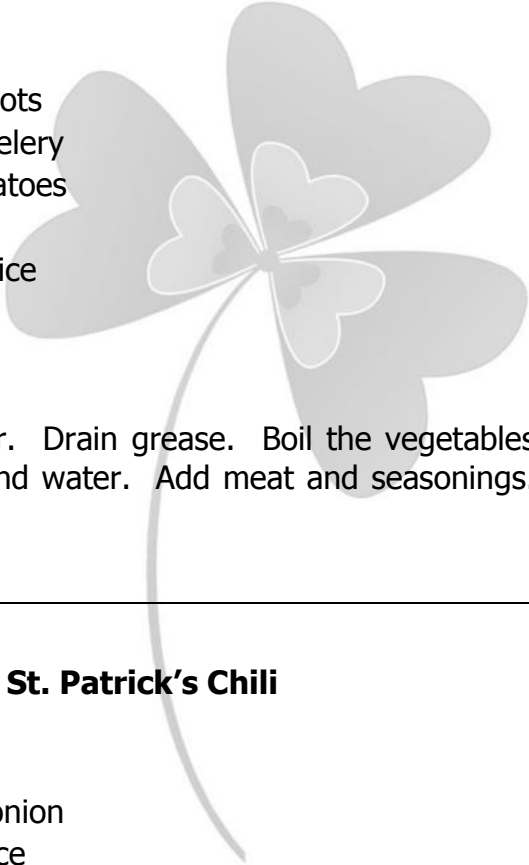 ots
elery
atoes
ice
r. Drain grease. Boil the vegetables
nd water. Add meat and seasonings.
St. Patrick’s Chili
onion
ce